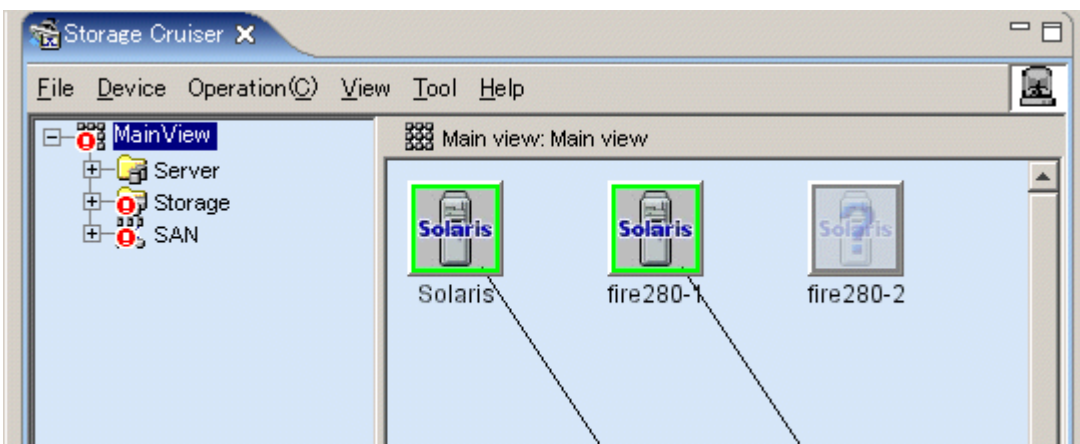 Storage Cruiser
File Device Operation(C) View Tool Help
MainView
Server
Storage
SAN
Main view: Main view
Solaris Solaris Solaris
Solaris fire280-1 fire280-2